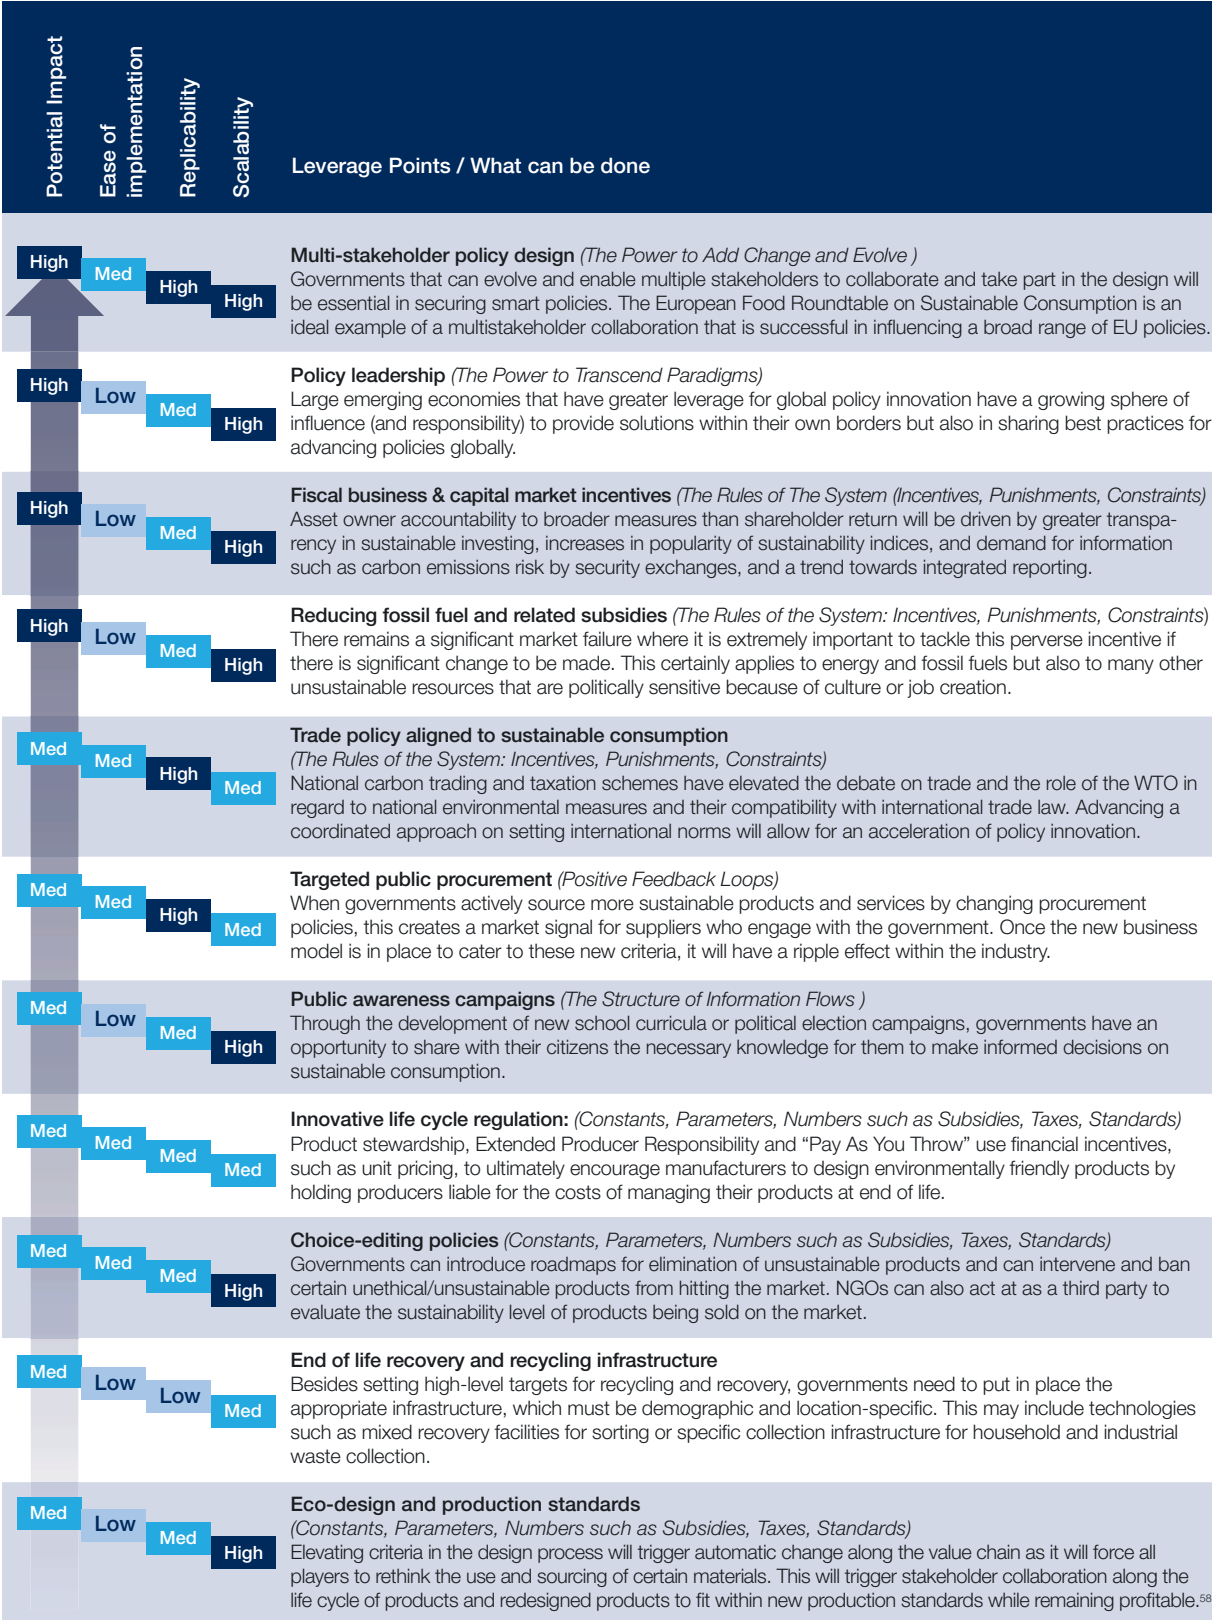 Potential Impact
Ease of
implementation
Replicability
Scalability
Leverage Points / What can be done
High
Med
High
High
Multi-stakeholder policy design (The Power to Add Change and Evolve )
Governments that can evolve and enable multiple stakeholders to collaborate and take part in the design will
be essential in securing smart policies. The European Food Roundtable on Sustainable Consumption is an
ideal example of a multistakeholder collaboration that is successful in influencing a broad range of EU policies.
High
Low
Med
High
Policy leadership (The Power to Transcend Paradigms)
Large emerging economies that have greater leverage for global policy innovation have a growing sphere of
influence (and responsibility) to provide solutions within their own borders but also in sharing best practices for
advancing policies globally.
High
Low
Med
High
Fiscal business & capital market incentives (The Rules of The System (Incentives, Punishments, Constraints)
Asset owner accountability to broader measures than shareholder return will be driven by greater transpa-
rency in sustainable investing, increases in popularity of sustainability indices, and demand for information
such as carbon emissions risk by security exchanges, and a trend towards integrated reporting.
High
Low
Med
High
Reducing fossil fuel and related subsidies (The Rules of the System: Incentives, Punishments, Constraints)
There remains a significant market failure where it is extremely important to tackle this perverse incentive if
there is significant change to be made. This certainly applies to energy and fossil fuels but also to many other
unsustainable resources that are politically sensitive because of culture or job creation.
Med
Med
High
Med
Trade policy aligned to sustainable consumption
(The Rules of the System: Incentives, Punishments, Constraints)
National carbon trading and taxation schemes have elevated the debate on trade and the role of the WTO in
regard to national environmental measures and their compatibility with international trade law. Advancing a
coordinated approach on setting international norms will allow for an acceleration of policy innovation.
Med
Med
High
Med
Targeted public procurement (Positive Feedback Loops)
When governments actively source more sustainable products and services by changing procurement
policies, this creates a market signal for suppliers who engage with the government. Once the new business
model is in place to cater to these new criteria, it will have a ripple effect within the industry.
Med
Low
Med
High
Public awareness campaigns (The Structure of Information Flows )
Through the development of new school curricula or political election campaigns, governments have an
opportunity to share with their citizens the necessary knowledge for them to make informed decisions on
sustainable consumption.
Med
Med
Med
Med
Innovative life cycle regulation: (Constants, Parameters, Numbers such as Subsidies, Taxes, Standards)
Product stewardship, Extended Producer Responsibility and “Pay As You Throw” use financial incentives,
such as unit pricing, to ultimately encourage manufacturers to design environmentally friendly products by
holding producers liable for the costs of managing their products at end of life.
Med
Med
Med
High
Choice-editing policies (Constants, Parameters, Numbers such as Subsidies, Taxes, Standards)
Governments can introduce roadmaps for elimination of unsustainable products and can intervene and ban
certain unethical/unsustainable products from hitting the market. NGOs can also act at as a third party to
evaluate the sustainability level of products being sold on the market.
Med
Low
Low
Med
End of life recovery and recycling infrastructure
Besides setting high-level targets for recycling and recovery, governments need to put in place the
appropriate infrastructure, which must be demographic and location-specific. This may include technologies
such as mixed recovery facilities for sorting or specific collection infrastructure for household and industrial
waste collection.
Med
Low
Med
High
Eco-design and production standards
(Constants, Parameters, Numbers such as Subsidies, Taxes, Standards)
Elevating criteria in the design process will trigger automatic change along the value chain as it will force all
players to rethink the use and sourcing of certain materials. This will trigger stakeholder collaboration along the
life cycle of products and redesigned products to fit within new production standards while remaining profitable.58